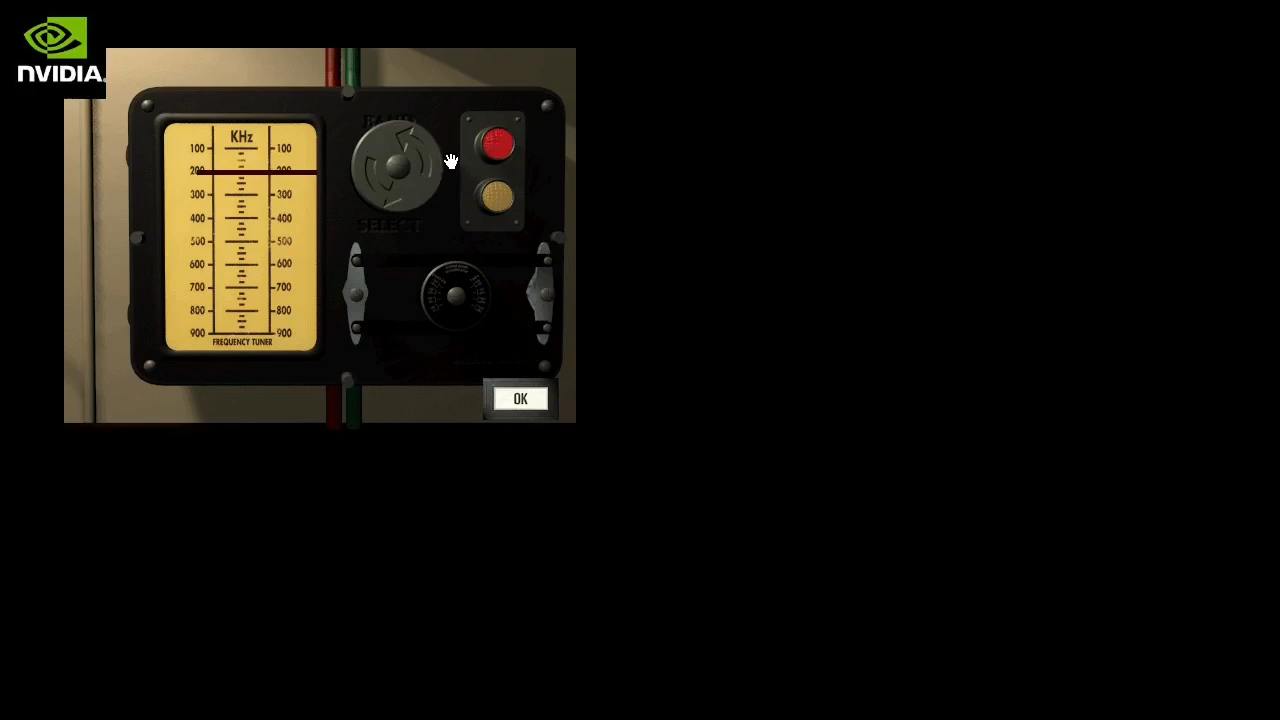 NVIDIA
KHz
100 100
200 200
300 300
400 400
500 500
600 600
700 700
800 800
900 900
FREQUENCY TUNER
SELECT
OK